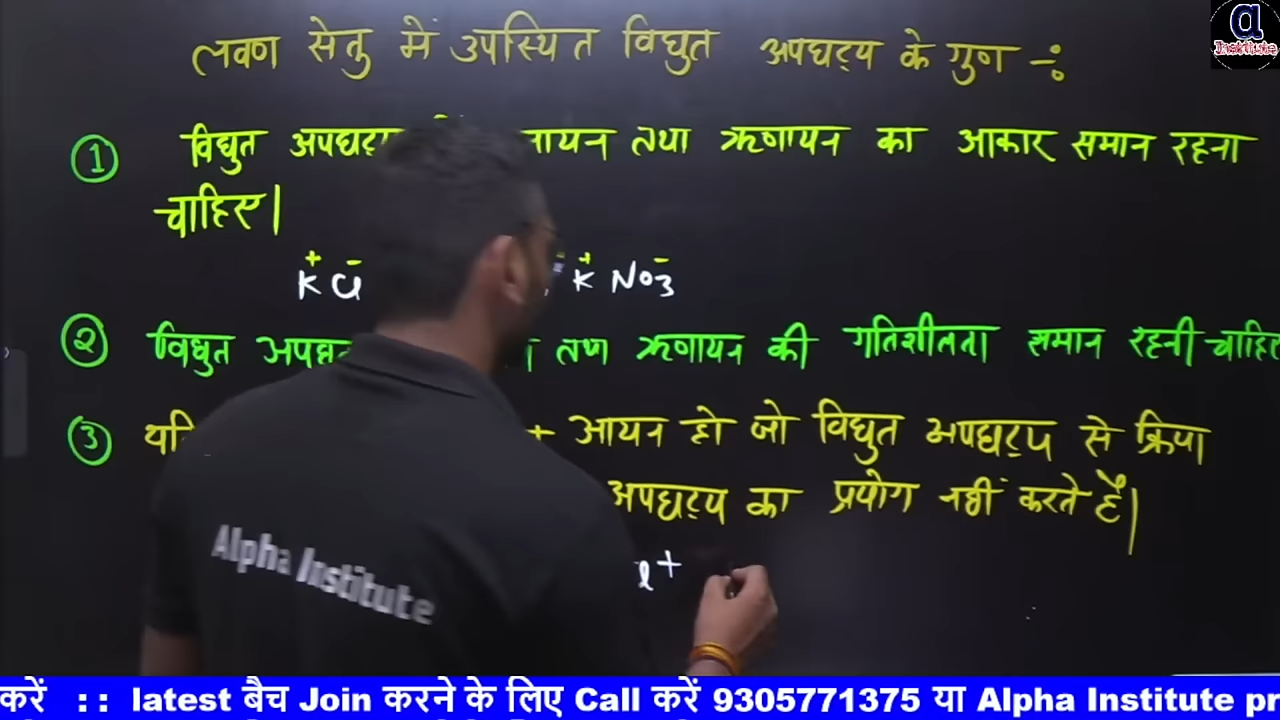 a
Institute
लवण सेतु में उपस्थित विद्युत अपघट्य के गुण -:
① विद्युत अपघट्य नायन तथा ऋणायन का आकार समान रहना
चाहिए।
K+ Cl- K+ NO3-
② विद्युत अपघट तथा ऋणायन की गतिशीलता समान रहनी चाहिए
③ यदि + आयन हो जो विद्युत अपघट्य से क्रिया
अपघट्य का प्रयोग नहीं करते है।
+
Alpha Institute
करें :: latest बैच Join करने के लिए Call करें 9305771375 या Alpha Institute pr